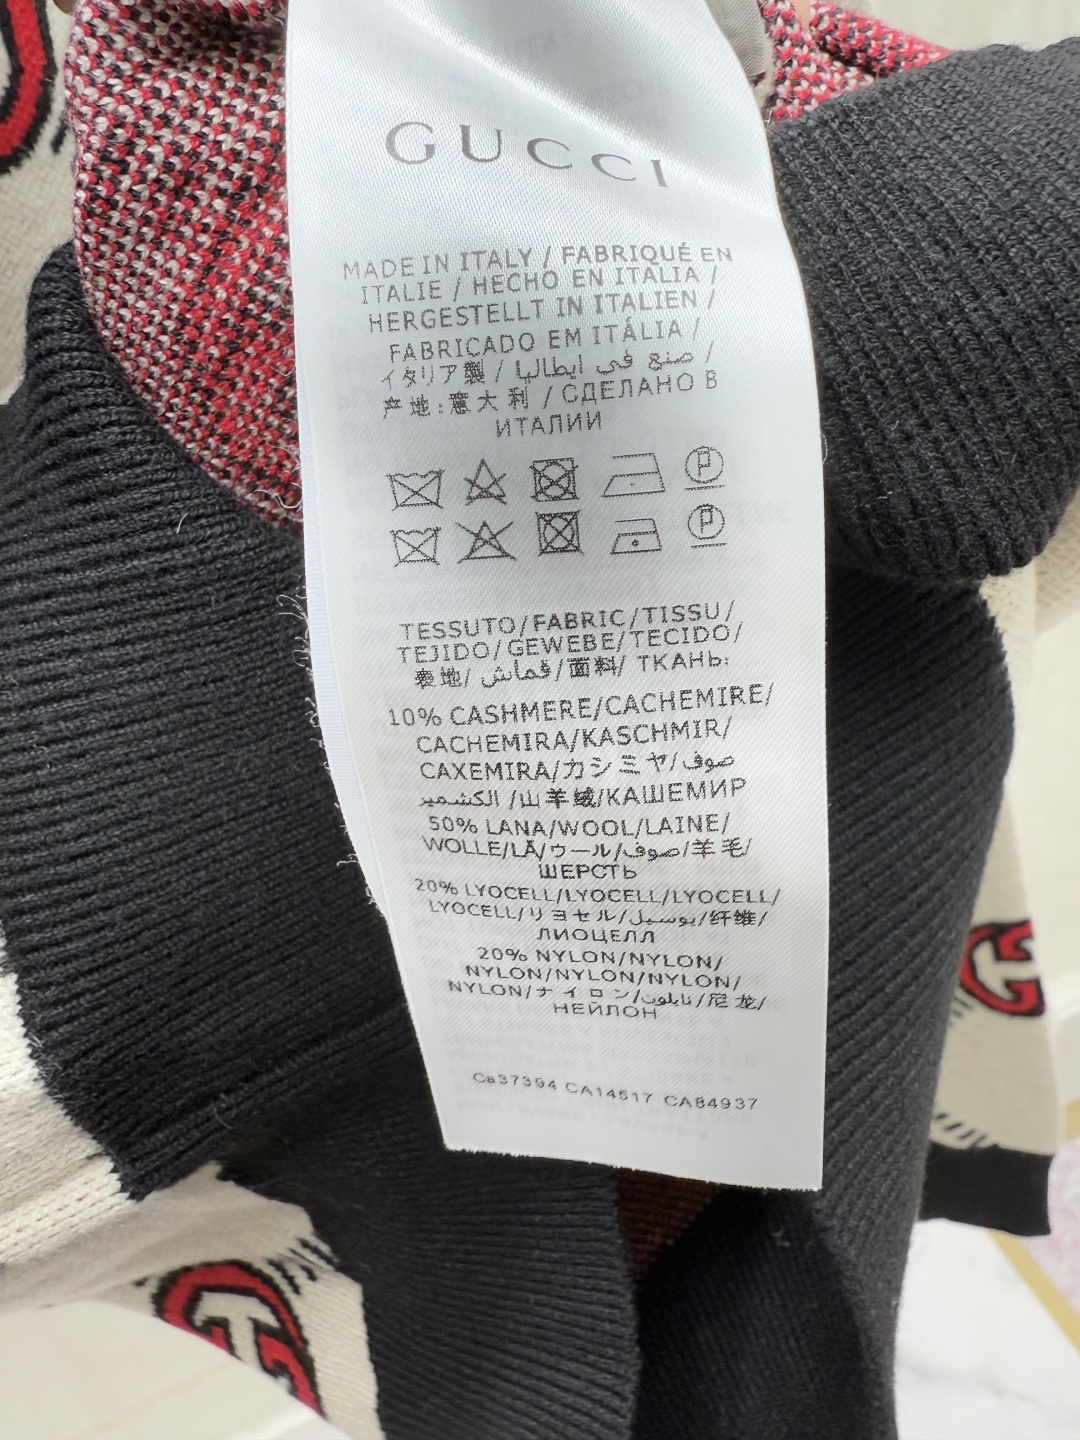 GUCCI
MADE IN ITALY / FABRIQUÉ EN
ITALIE / HECHO EN ITALIA /
HERGESTELLT IN ITALIEN /
FABRICADO EM ITÁLIA /
イタリア製 / صنع في ايطاليا /
产地:意大利 / СДЕЛАНО В
ИТАЛИИ
TESSUTO/FABRIC/TISSU/
TEJIDO/GEWEBE/TECIDO/
表地/ قماش/面料/ ТКАНЬ:
10% CASHMERE/CACHEMIRE/
CACHEMIRA/KASCHMIR/
CAXEMIRA/カシミヤ/صوف
الكشمير /山羊绒/КАШЕМИР
50% LANA/WOOL/LAINE/
WOLLE/LÃ/ウール/صوف/羊毛/
ШЕРСТЬ
20% LYOCELL/LYOCELL/LYOCELL/
LYOCELL/リヨセル/ليوسيل/纤维/
ЛИОЦЕЛЛ
20% NYLON/NYLON/
NYLON/NYLON/NYLON/
NYLON/ナイロン/نايلون/尼龙/
НЕЙЛОН
Ca37394 CA14517 CA84937